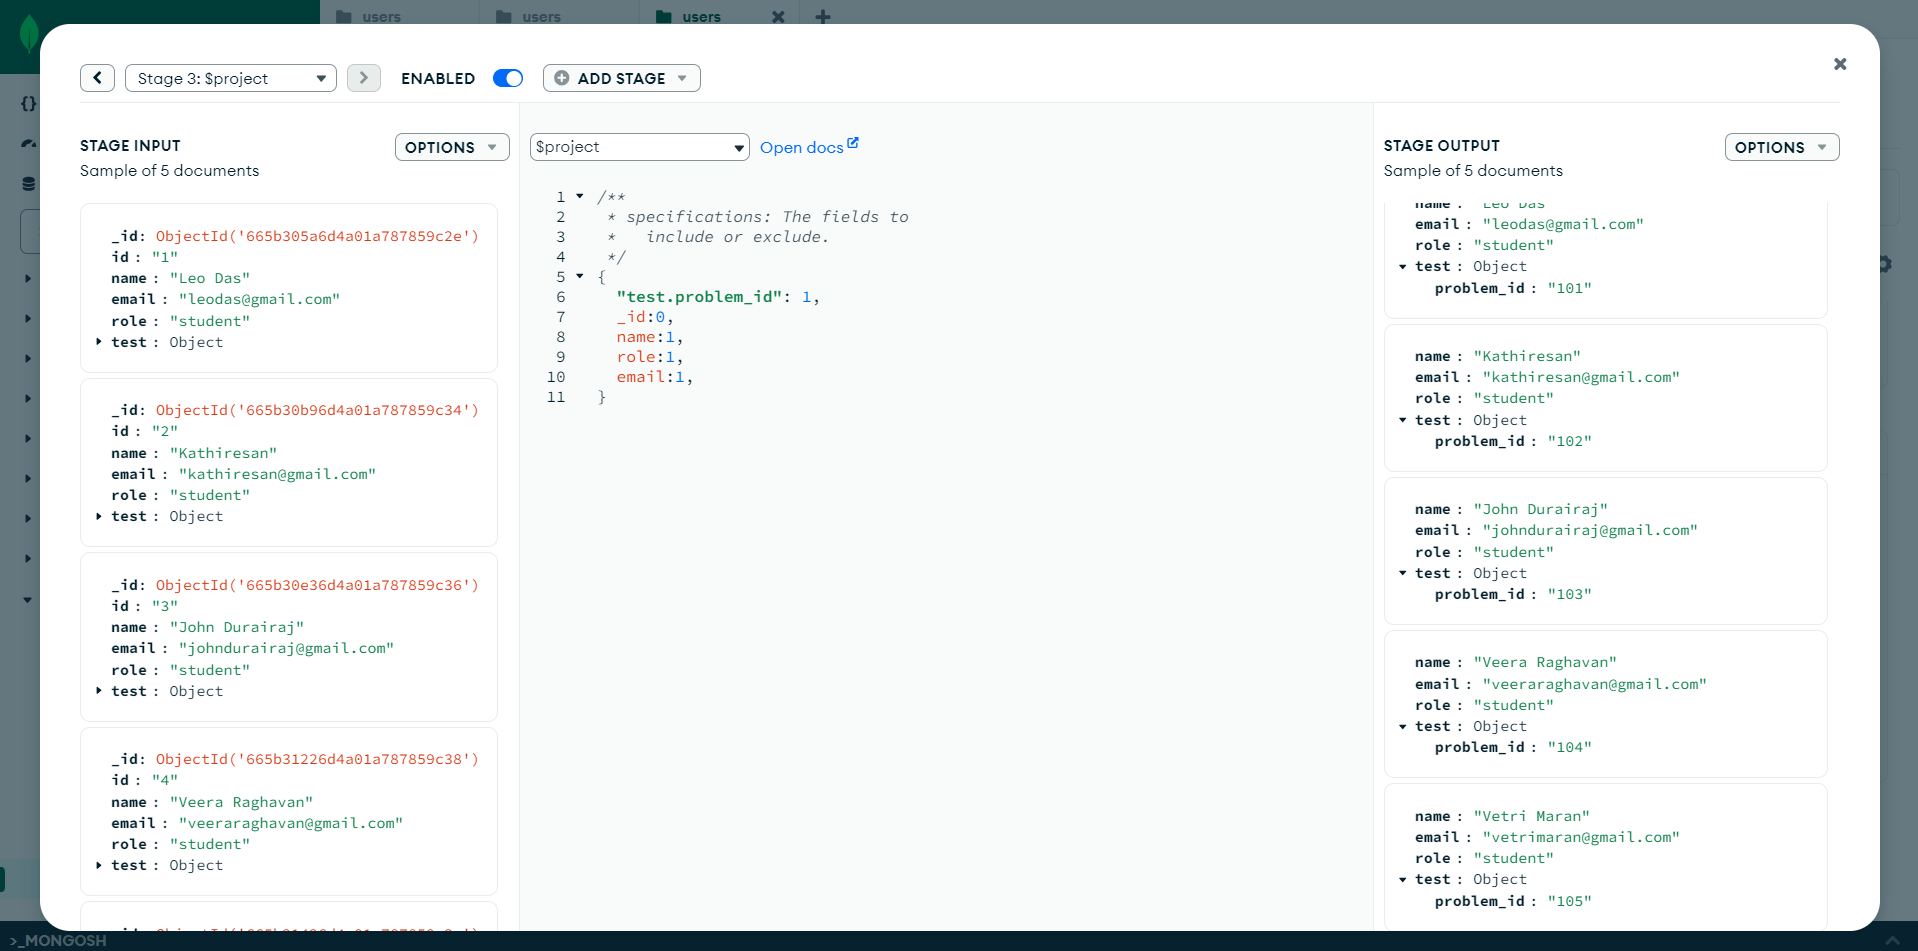 users
users
users
Stage 3: $project
ENABLED
ADD STAGE
STAGE INPUT
OPTIONS
Sample of 5 documents
_id: ObjectId('665b305a6d4a01a787859c2e')
id : "1"
name : "Leo Das"
email : "leodas@gmail.com"
role : "student"
test : Object
_id: ObjectId('665b30b96d4a01a787859c34')
id : "2"
name : "Kathiresan"
email : "kathiresan@gmail.com"
role : "student"
test : Object
_id: ObjectId('665b30e36d4a01a787859c36')
id : "3"
name : "John Durairaj"
email : "johndurairaj@gmail.com"
role : "student"
test : Object
_id: ObjectId('665b31226d4a01a787859c38')
id : "4"
name : "Veera Raghavan"
email : "veeraraghavan@gmail.com"
role : "student"
test : Object
$project
Open docs
1 /**
2 * specifications: The fields to
3 *   include or exclude.
4 */
5 {
6 "test.problem_id": 1,
7 _id:0,
8 name:1,
9 role:1,
10 email:1,
11 }
STAGE OUTPUT
OPTIONS
Sample of 5 documents
name : "Leo Das"
email : "leodas@gmail.com"
role : "student"
test : Object
problem_id : "101"
name : "Kathiresan"
email : "kathiresan@gmail.com"
role : "student"
test : Object
problem_id : "102"
name : "John Durairaj"
email : "johndurairaj@gmail.com"
role : "student"
test : Object
problem_id : "103"
name : "Veera Raghavan"
email : "veeraraghavan@gmail.com"
role : "student"
test : Object
problem_id : "104"
name : "Vetri Maran"
email : "vetrimaran@gmail.com"
role : "student"
test : Object
problem_id : "105"
>_MONGOSH